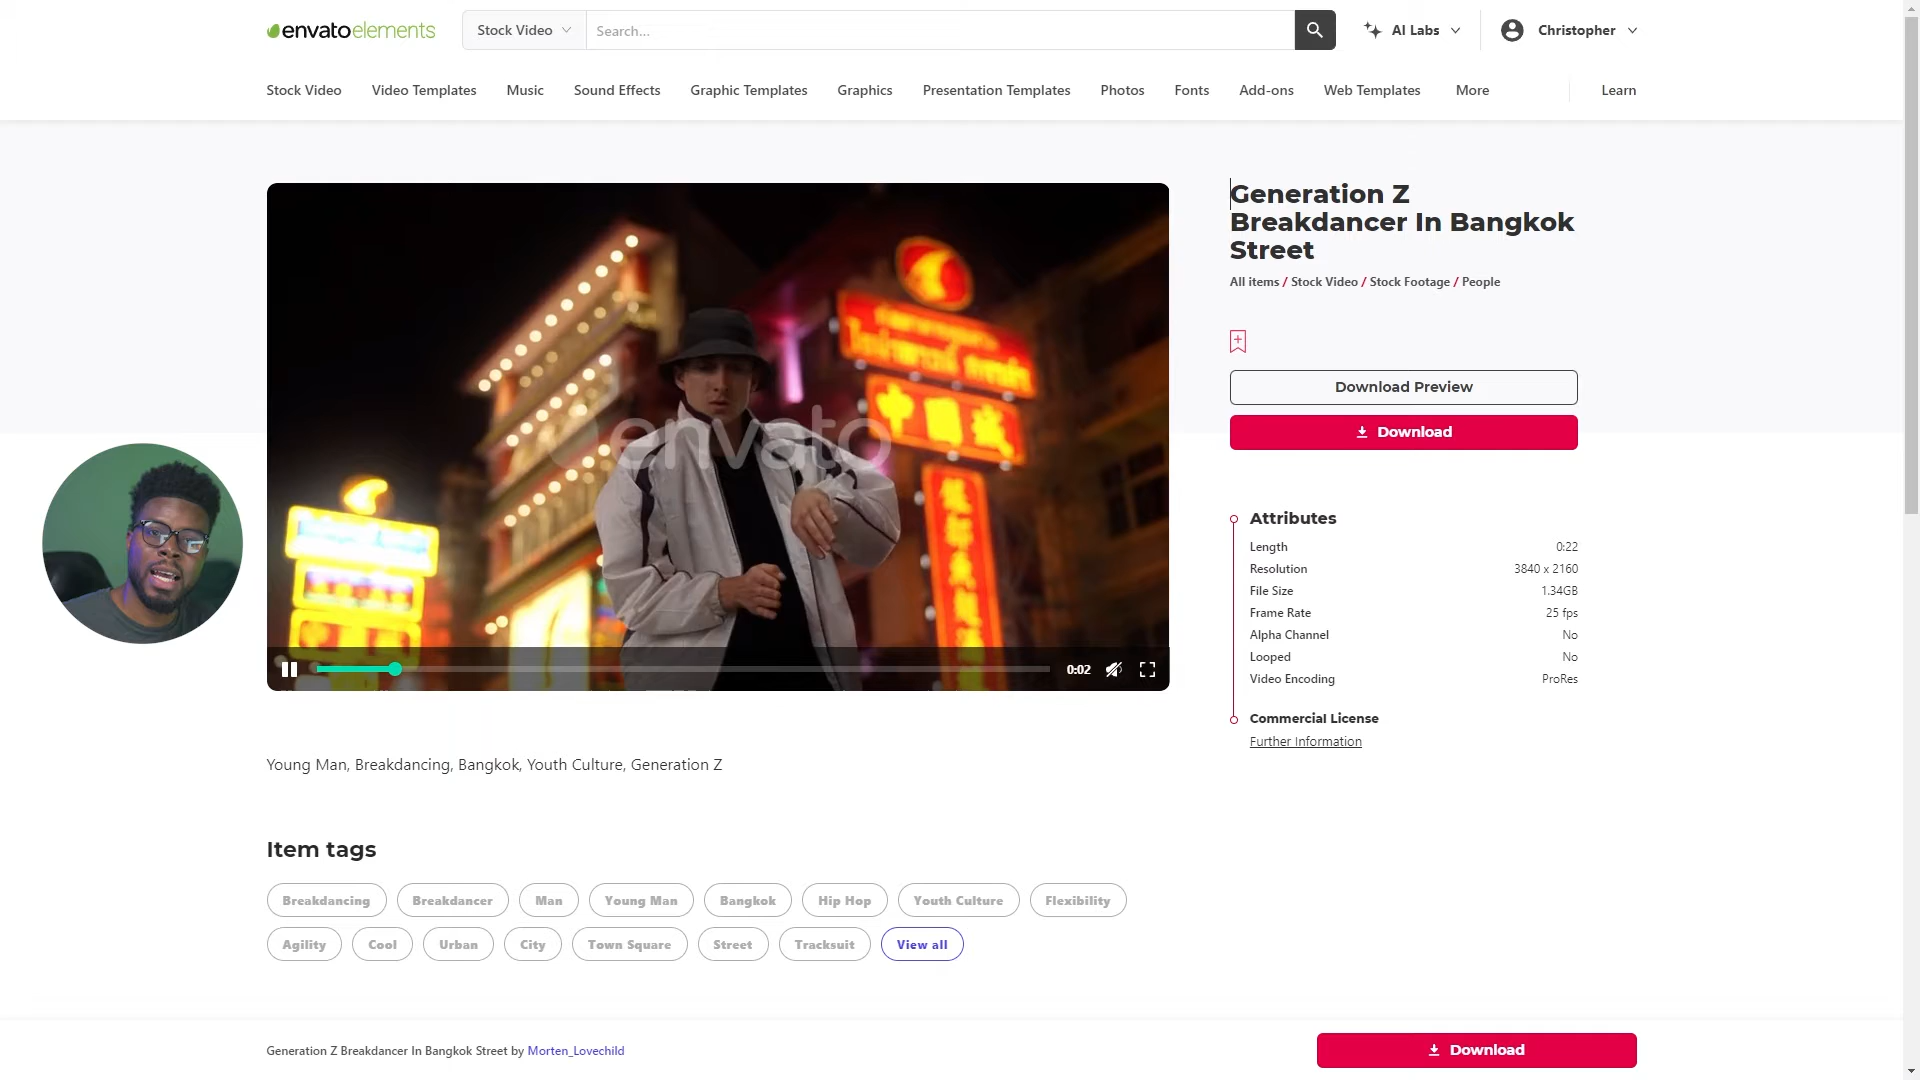 envatoelements
Stock Video
Search...
AI Labs
Christopher
Stock Video
Video Templates
Music
Sound Effects
Graphic Templates
Graphics
Presentation Templates
Photos
Fonts
Add-ons
Web Templates
More
Learn
envato
中國
0:02
Generation Z
Breakdancer In Bangkok
Street
All items / Stock Video / Stock Footage / People
Download Preview
Download
Attributes
Length 0:22
Resolution 3840 x 2160
File Size 1.34GB
Frame Rate 25 fps
Alpha Channel No
Looped No
Video Encoding ProRes
Commercial License
Further Information
Young Man, Breakdancing, Bangkok, Youth Culture, Generation Z
Item tags
Breakdancing Breakdancer Man Young Man Bangkok Hip Hop Youth Culture Flexibility
Agility Cool Urban City Town Square Street Tracksuit View all
Generation Z Breakdancer In Bangkok Street by Morten_Lovechild
Download